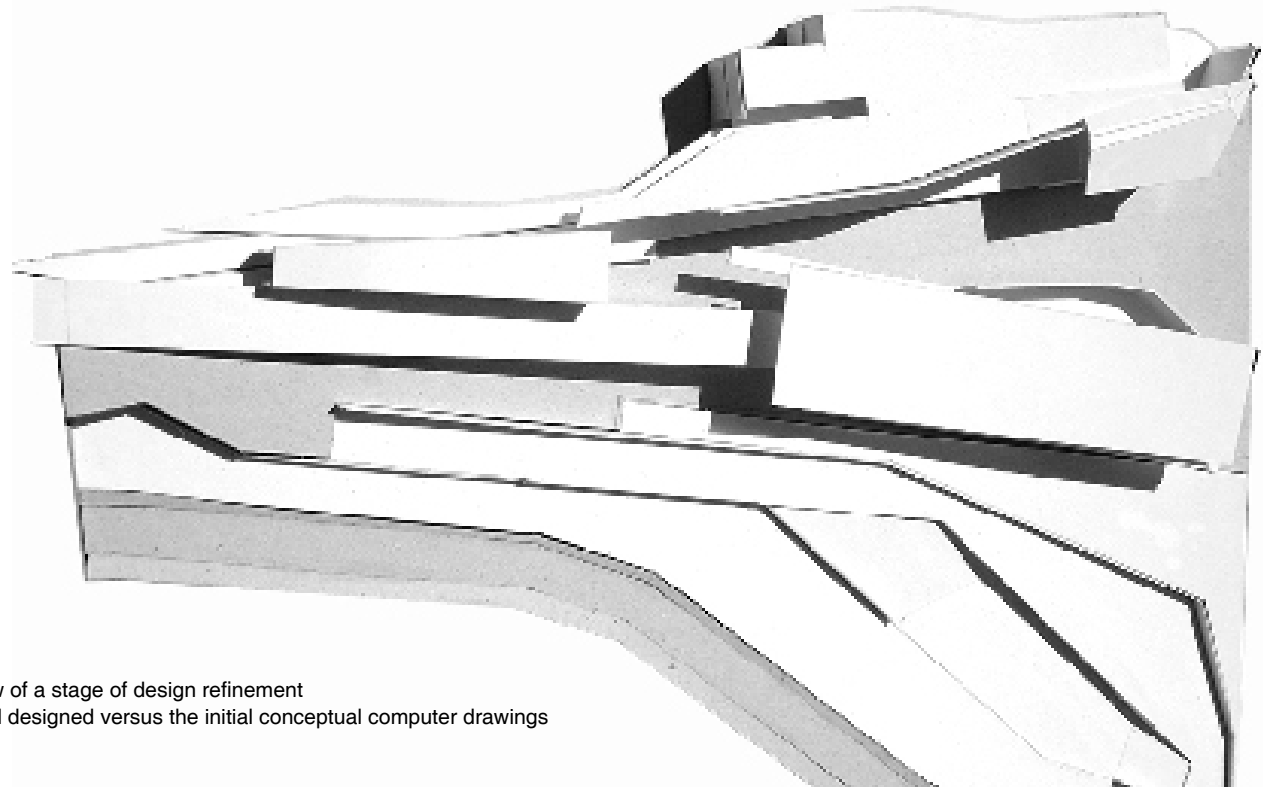 of a stage of design refinement
designed versus the initial conceptual computer drawings